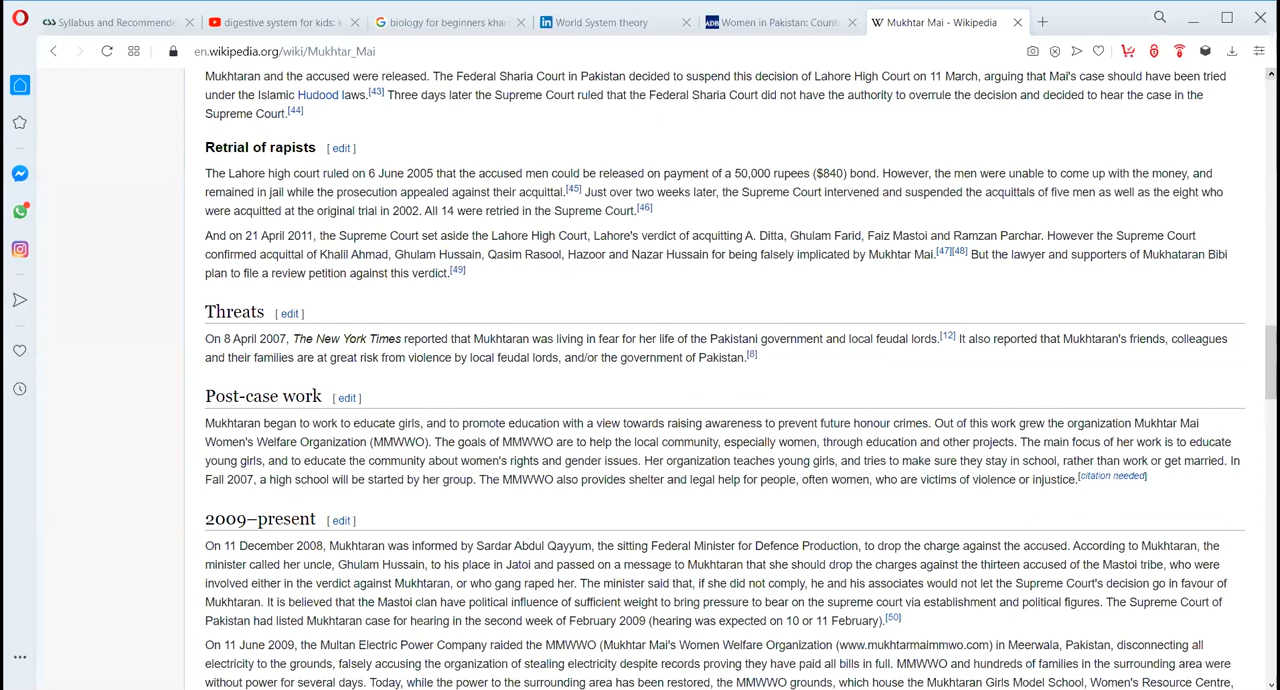 Syllabus and Recommende
digestive system for kids: k
biology for beginners khan
World System theory
Women in Pakistan: Count
Mukhtar Mai - Wikipedia
en.wikipedia.org/wiki/Mukhtar_Mai
Mukhtaran and the accused were released. The Federal Sharia Court in Pakistan decided to suspend this decision of Lahore High Court on 11 March, arguing that Mai's case should have been tried
under the Islamic Hudood laws.[43] Three days later the Supreme Court ruled that the Federal Sharia Court did not have the authority to overrule the decision and decided to hear the case in the
Supreme Court.[44]
Retrial of rapists [ edit ]
The Lahore high court ruled on 6 June 2005 that the accused men could be released on payment of a 50,000 rupees ($840) bond. However, the men were unable to come up with the money, and
remained in jail while the prosecution appealed against their acquittal.[45] Just over two weeks later, the Supreme Court intervened and suspended the acquittals of five men as well as the eight who
were acquitted at the original trial in 2002. All 14 were retried in the Supreme Court.[46]
And on 21 April 2011, the Supreme Court set aside the Lahore High Court, Lahore's verdict of acquitting A. Ditta, Ghulam Farid, Faiz Mastoi and Ramzan Parchar. However the Supreme Court
confirmed acquittal of Khalil Ahmad, Ghulam Hussain, Qasim Rasool, Hazoor and Nazar Hussain for being falsely implicated by Mukhtar Mai.[47][48] But the lawyer and supporters of Mukhataran Bibi
plan to file a review petition against this verdict.[49]
Threats [ edit ]
On 8 April 2007, The New York Times reported that Mukhtaran was living in fear for her life of the Pakistani government and local feudal lords.[12] It also reported that Mukhtaran's friends, colleagues
and their families are at great risk from violence by local feudal lords, and/or the government of Pakistan.[8]
Post-case work [ edit ]
Mukhtaran began to work to educate girls, and to promote education with a view towards raising awareness to prevent future honour crimes. Out of this work grew the organization Mukhtar Mai
Women's Welfare Organization (MMWWO). The goals of MMWWO are to help the local community, especially women, through education and other projects. The main focus of her work is to educate
young girls, and to educate the community about women's rights and gender issues. Her organization teaches young girls, and tries to make sure they stay in school, rather than work or get married. In
Fall 2007, a high school will be started by her group. The MMWWO also provides shelter and legal help for people, often women, who are victims of violence or injustice.[citation needed]
2009–present [ edit ]
On 11 December 2008, Mukhtaran was informed by Sardar Abdul Qayyum, the sitting Federal Minister for Defence Production, to drop the charge against the accused. According to Mukhtaran, the
minister called her uncle, Ghulam Hussain, to his place in Jatoi and passed on a message to Mukhtaran that she should drop the charges against the thirteen accused of the Mastoi tribe, who were
involved either in the verdict against Mukhtaran, or who gang raped her. The minister said that, if she did not comply, he and his associates would not let the Supreme Court's decision go in favour of
Mukhtaran. It is believed that the Mastoi clan have political influence of sufficient weight to bring pressure to bear on the supreme court via establishment and political figures. The Supreme Court of
Pakistan had listed Mukhtaran case for hearing in the second week of February 2009 (hearing was expected on 10 or 11 February).[50]
On 11 June 2009, the Multan Electric Power Company raided the MMWWO (Mukhtar Mai's Women Welfare Organization (www.mukhtarmaimmwo.com) in Meerwala, Pakistan, disconnecting all
electricity to the grounds, falsely accusing the organization of stealing electricity despite records proving they have paid all bills in full. MMWWO and hundreds of families in the surrounding area were
without power for several days. Today, while the power to the surrounding area has been restored, the MMWWO grounds, which house the Mukhtaran Girls Model School, Women's Resource Centre,